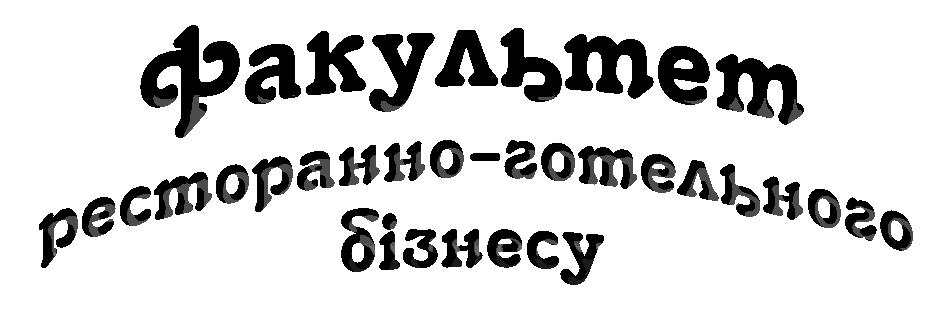 факультет
ресторанно-готельного
бізнесу